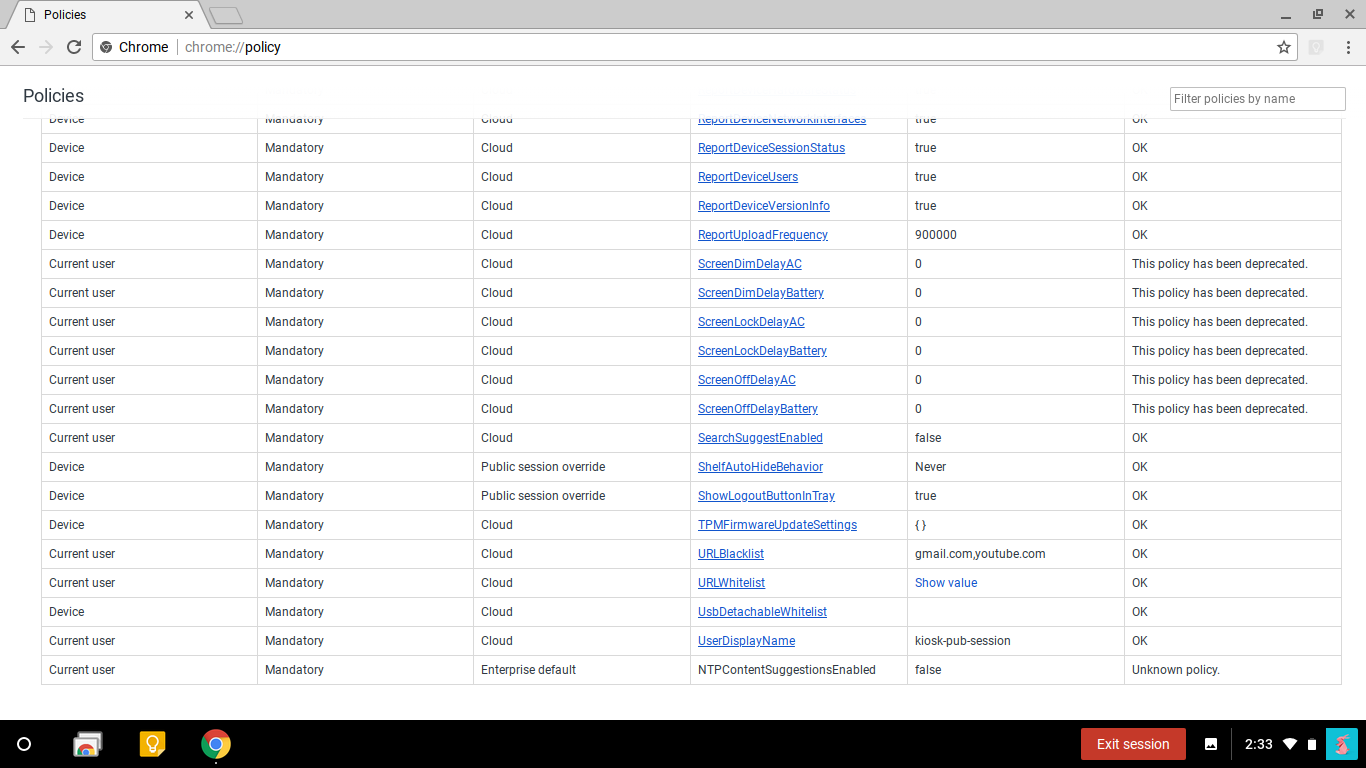 Policies
Chrome chrome://policy
Policies
Filter policies by name
Device Mandatory Cloud ReportDeviceNetworkInterfaces true OK
Device Mandatory Cloud ReportDeviceSessionStatus true OK
Device Mandatory Cloud ReportDeviceUsers true OK
Device Mandatory Cloud ReportDeviceVersionInfo true OK
Device Mandatory Cloud ReportUploadFrequency 900000 OK
Current user Mandatory Cloud ScreenDimDelayAC 0 This policy has been deprecated.
Current user Mandatory Cloud ScreenDimDelayBattery 0 This policy has been deprecated.
Current user Mandatory Cloud ScreenLockDelayAC 0 This policy has been deprecated.
Current user Mandatory Cloud ScreenLockDelayBattery 0 This policy has been deprecated.
Current user Mandatory Cloud ScreenOffDelayAC 0 This policy has been deprecated.
Current user Mandatory Cloud ScreenOffDelayBattery 0 This policy has been deprecated.
Current user Mandatory Cloud SearchSuggestEnabled false OK
Device Mandatory Public session override ShelfAutoHideBehavior Never OK
Device Mandatory Public session override ShowLogoutButtonInTray true OK
Device Mandatory Cloud TPMFirmwareUpdateSettings { } OK
Current user Mandatory Cloud URLBlacklist gmail.com,youtube.com OK
Current user Mandatory Cloud URLWhitelist Show value OK
Device Mandatory Cloud UsbDetachableWhitelist OK
Current user Mandatory Cloud UserDisplayName kiosk-pub-session OK
Current user Mandatory Enterprise default NTPContentSuggestionsEnabled false Unknown policy.
Exit session 2:33